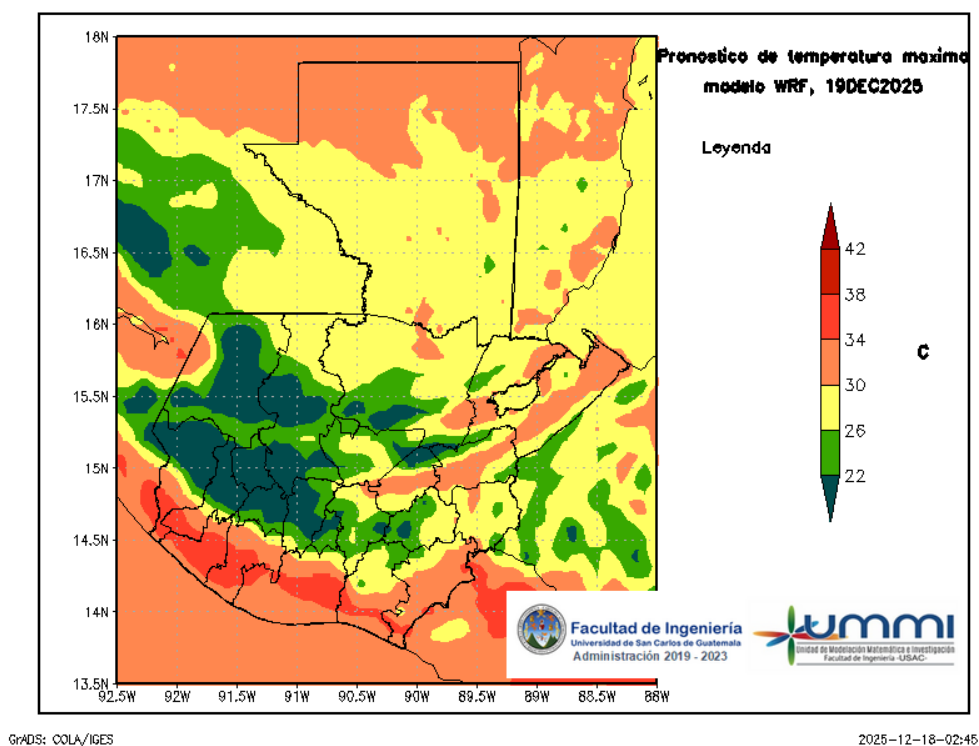 Pronostico de temperatura maxima
modelo WRF, 19DEC2025
Leyenda
42
38
34
30
26
22
C
18N
17.5N
17N
16.5N
16N
15.5N
15N
14.5N
14N
13.5N
92.5W 92W 91.5W 91W 90.5W 90W 89.5W 89W 88.5W 88W
Facultad de Ingeniería
Universidad de San Carlos de Guatemala
Administración 2019 - 2023
ummi
Unidad de Modelación Matemática e Investigación
Facultad de Ingeniería -USAC-
GrADS: COLA/IGES
2025-12-18-02:45